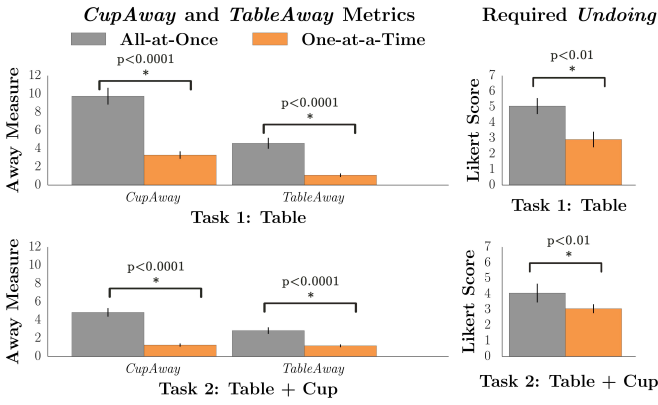 CupAway and TableAway Metrics
Required Undoing
All-at-Once
One-at-a-Time
p<0.0001
*
p<0.0001
*
Away Measure
12
10
8
6
4
2
0
CupAway
TableAway
Task 1: Table
p<0.01
*
Likert Score
7
6
5
4
3
2
1
0
Task 1: Table
p<0.0001
*
p<0.0001
*
Away Measure
12
10
8
6
4
2
0
CupAway
TableAway
Task 2: Table + Cup
p<0.01
*
Likert Score
7
6
5
4
3
2
1
0
Task 2: Table + Cup